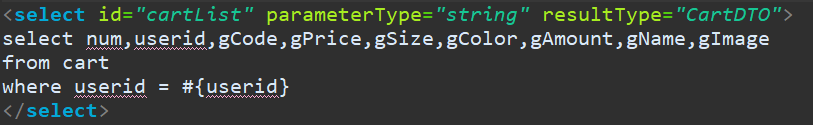 <select id="cartList" parameterType="string" resultType="CartDTO">
select num,userid,gCode,gPrice,gSize,gColor,gAmount,gName,gImage
from cart
where userid = #{userid}
</select>